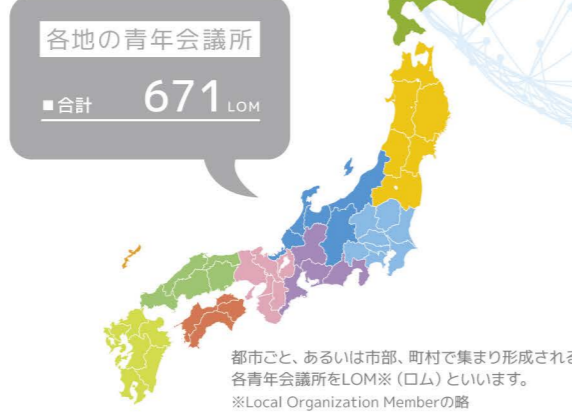 各地の青年会議所
■合計 671 LOM
都市ごと、あるいは市部、町村で集まり形成される
各青年会議所をLOM※（ロム）といいます。
※Local Organization Memberの略